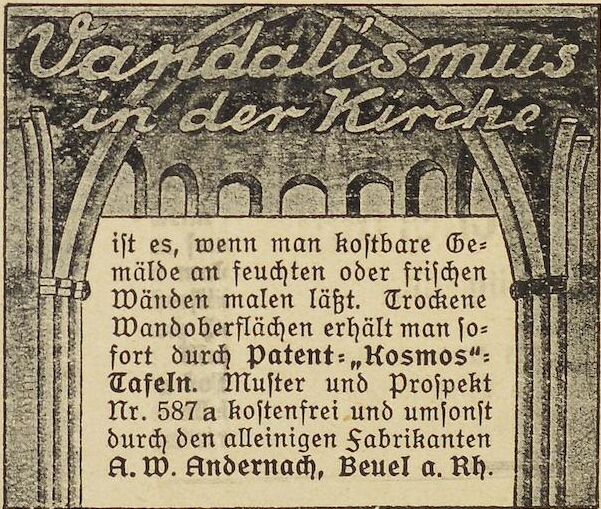 Vandalismus
in der Kirche
ist es, wenn man kostbare Ge-
mälde an feuchten oder frischen
Wänden malen läßt. Trockene
Wandoberflächen erhält man so-
fort durch Patent-„Kosmos“-
Tafeln. Muster und Prospekt
Nr. 587a kostenfrei und umsonst
durch den alleinigen Fabrikanten
A. W. Andernach, Beuel a. Rh.